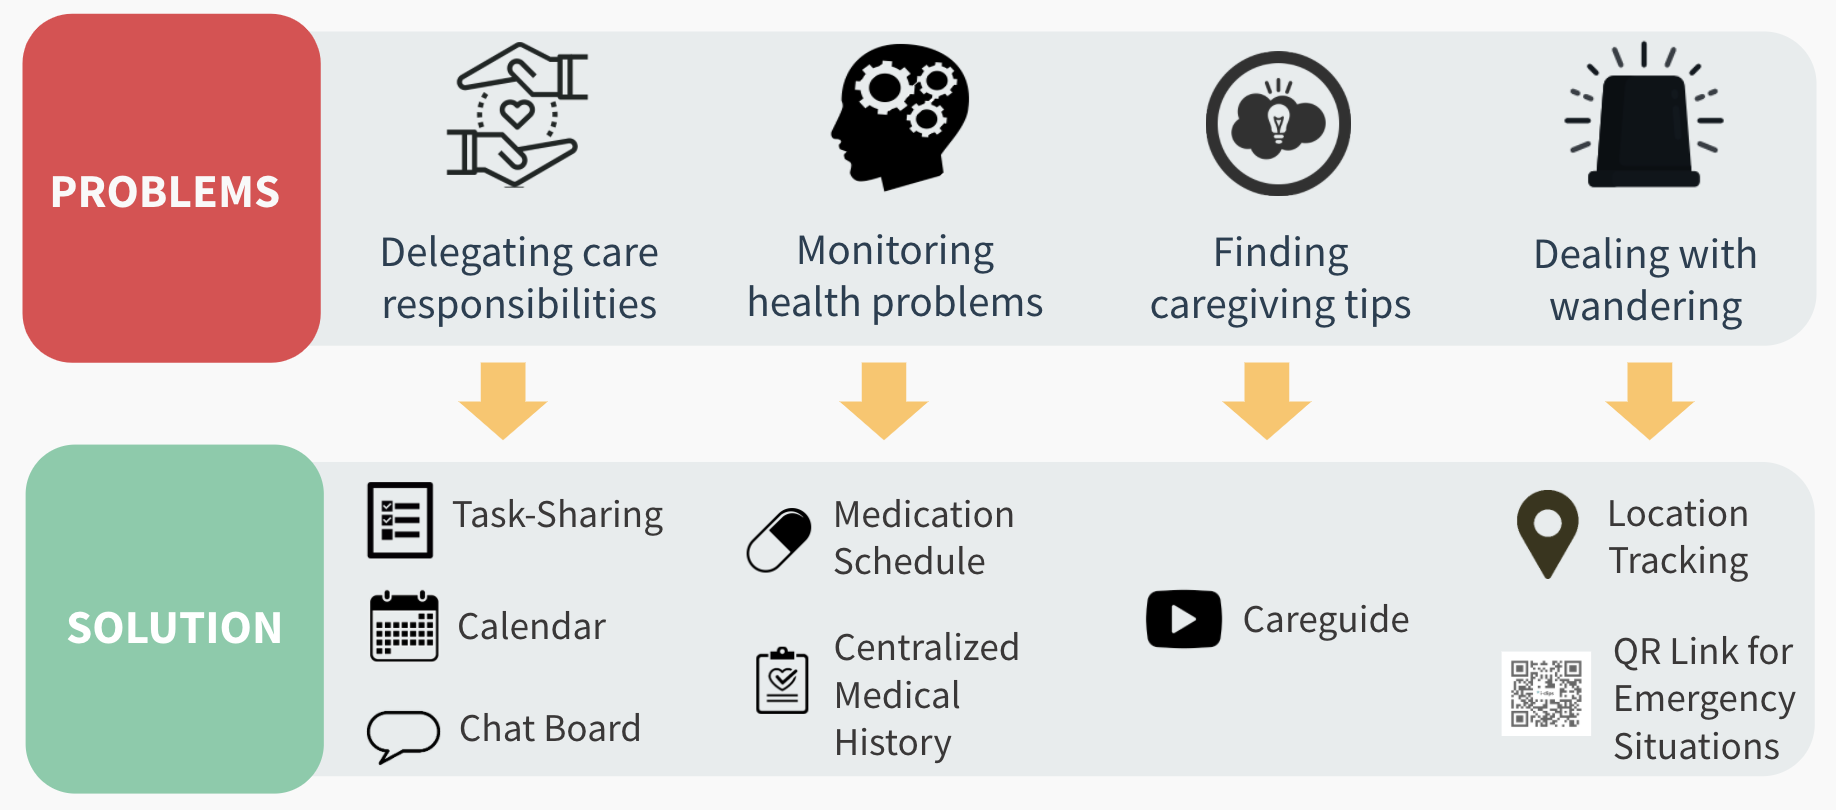 PROBLEMS
Delegating care
responsibilities
Monitoring
health problems
Finding
caregiving tips
Dealing with
wandering
SOLUTION
Task-Sharing
Calendar
Chat Board
Medication
Schedule
Centralized
Medical
History
Careguide
Location
Tracking
QR Link for
Emergency
Situations